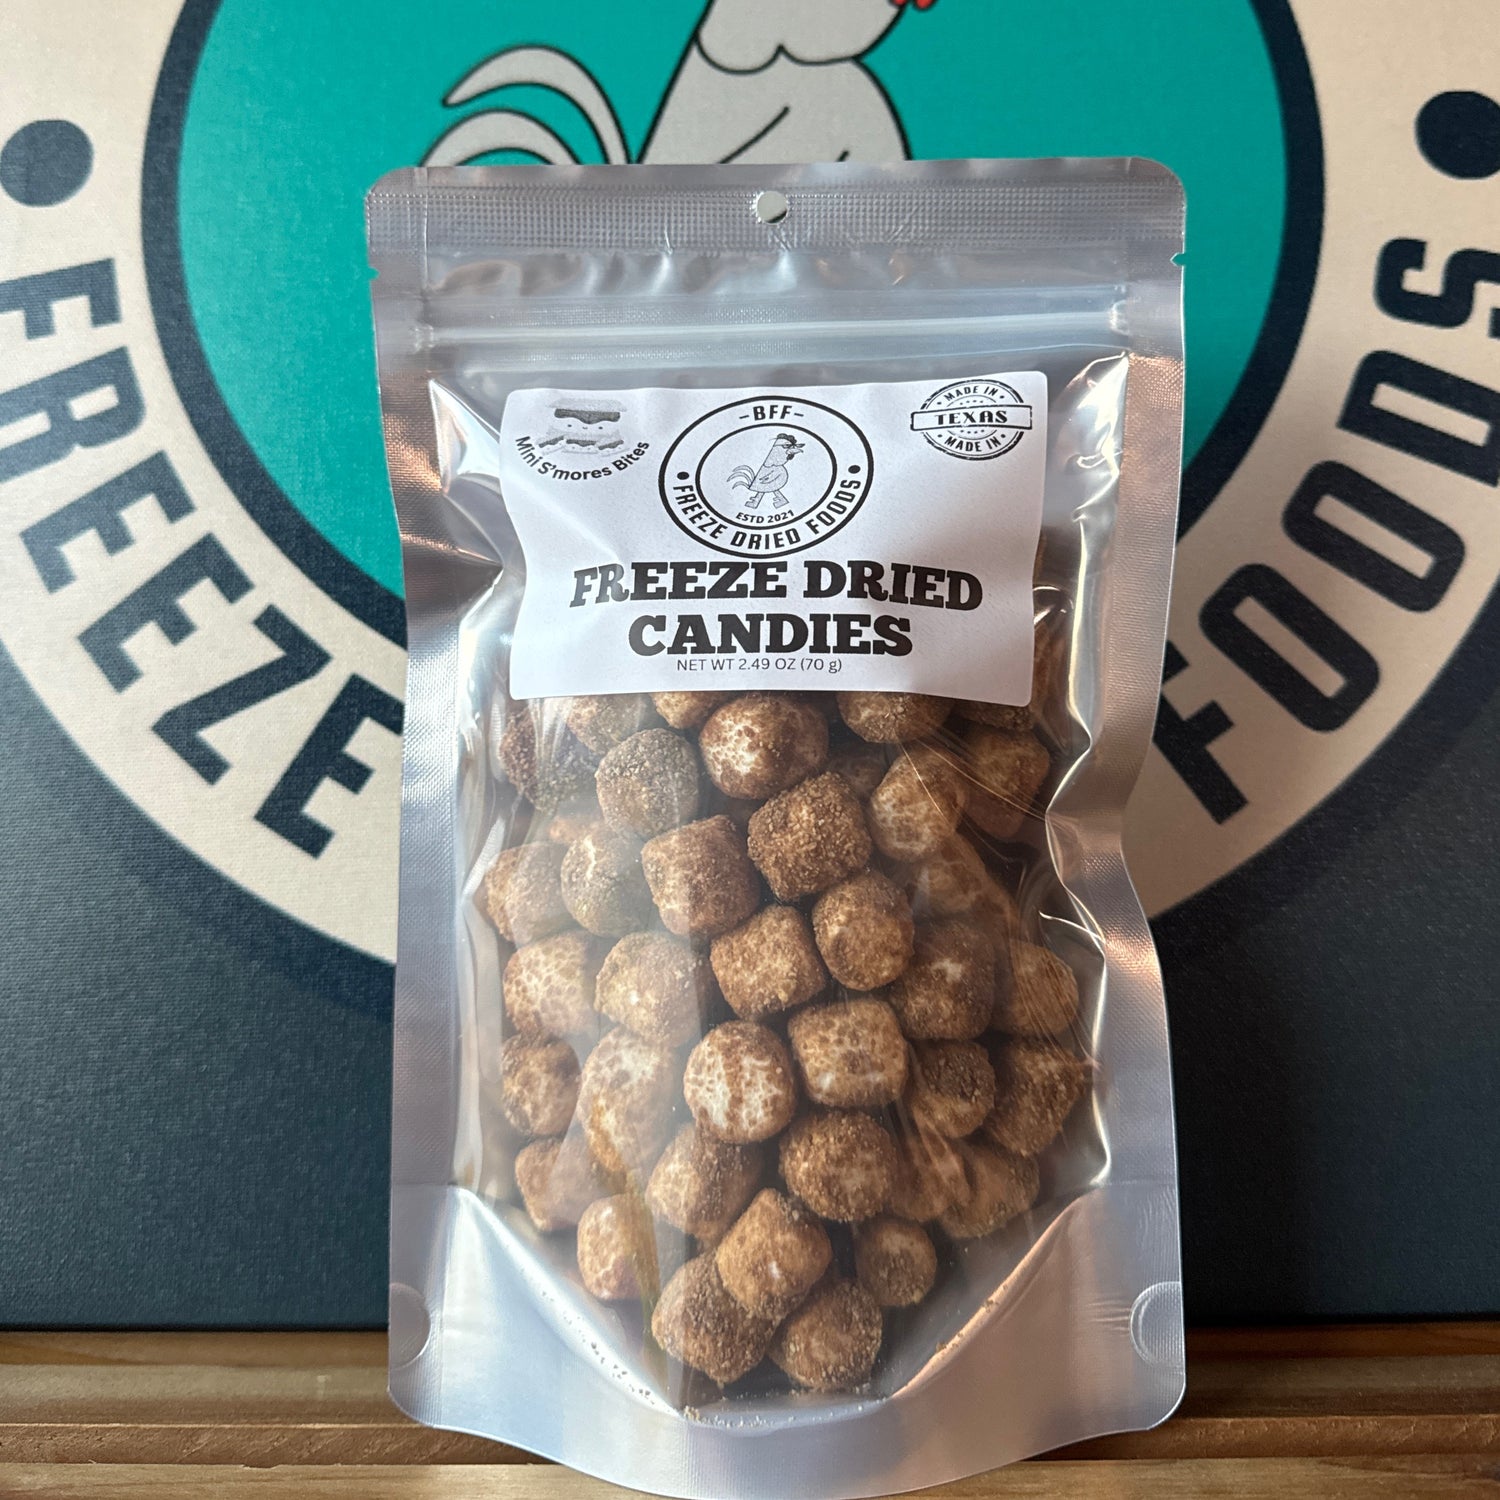 FREEZE
FOODS
Mini S'mores Bites
-BFF-
ESTD 2021
FREEZE DRIED FOODS
MADE IN
TEXAS
MADE IN
FREEZE DRIED
CANDIES
NET WT 2.49 OZ (70 g)